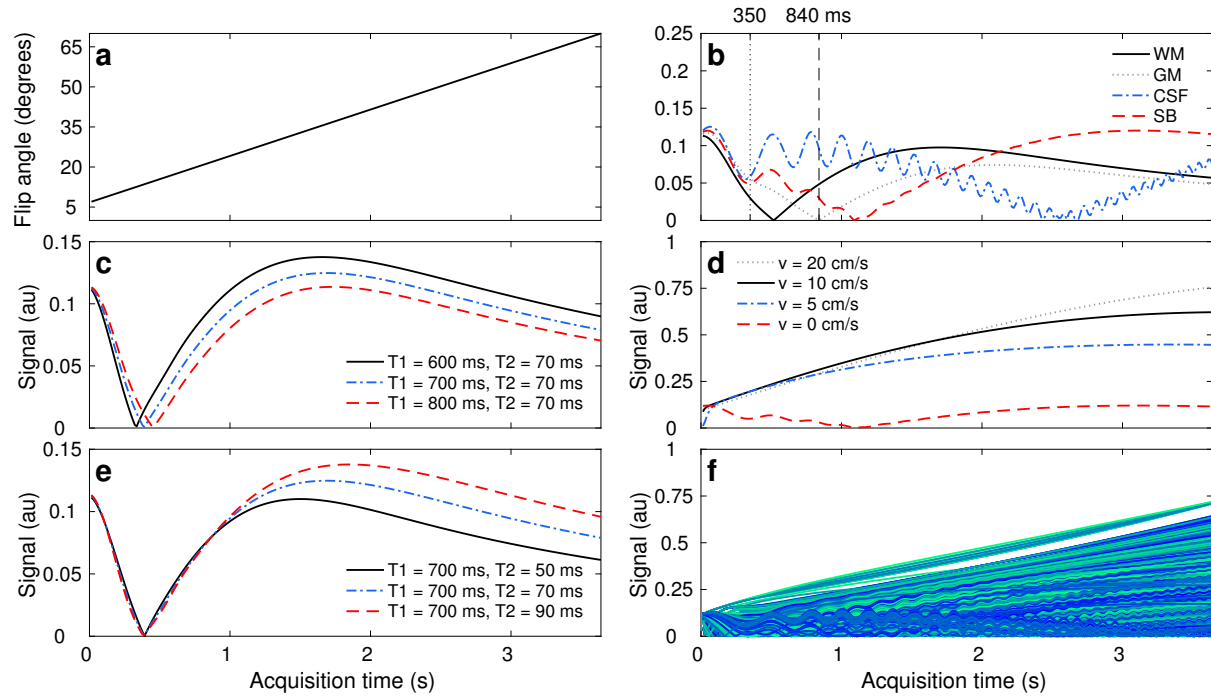 350 840 ms
a
Flip angle (degrees)
65
50
35
20
5
b
0.25
0.2
0.15
0.1
0.05
0
WM
GM
CSF
SB
c
Signal (au)
0.15
0.1
0.05
0
T1 = 600 ms, T2 = 70 ms
T1 = 700 ms, T2 = 70 ms
T1 = 800 ms, T2 = 70 ms
d
Signal (au)
1
0.75
0.5
0.25
0
v = 20 cm/s
v = 10 cm/s
v = 5 cm/s
v = 0 cm/s
e
Signal (au)
0.15
0.1
0.05
0
T1 = 700 ms, T2 = 50 ms
T1 = 700 ms, T2 = 70 ms
T1 = 700 ms, T2 = 90 ms
0 1 2 3
Acquisition time (s)
f
Signal (au)
1
0.75
0.5
0.25
0
0 1 2 3
Acquisition time (s)